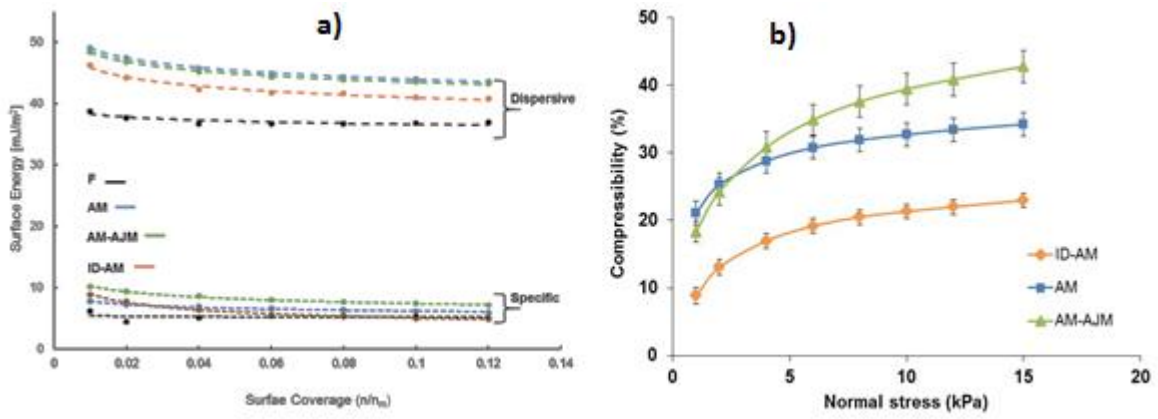 a)
50
40
30
20
10
0
Surface Energy [mJ/m²]
Dispersive
F
AM
AM-AJM
ID-AM
Specific
0 0.02 0.04 0.06 0.08 0.1 0.12 0.14
Surfae Coverage (n/nm)
b)
50
40
30
20
10
0
Compressibility (%)
ID-AM
AM
AM-AJM
0 5 10 15 20
Normal stress (kPa)